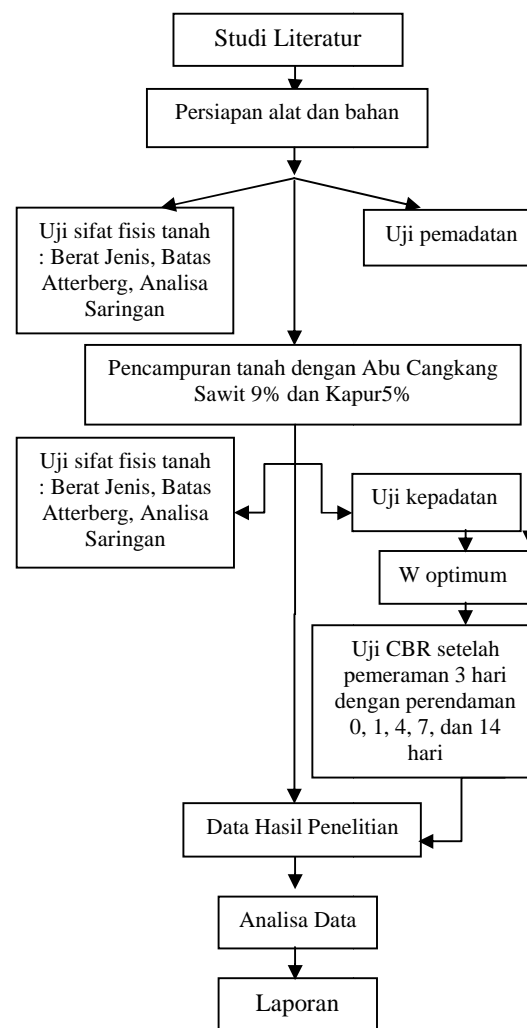 Studi Literatur
Persiapan alat dan bahan
Uji sifat fisis tanah
: Berat Jenis, Batas
Atterberg, Analisa
Saringan
Uji pemadatan
Pencampuran tanah dengan Abu Cangkang
Sawit 9% dan Kapur5%
Uji sifat fisis tanah
: Berat Jenis, Batas
Atterberg, Analisa
Saringan
Uji kepadatan
W optimum
Uji CBR setelah
pemeraman 3 hari
dengan perendaman
0, 1, 4, 7, dan 14
hari
Data Hasil Penelitian
Analisa Data
Laporan